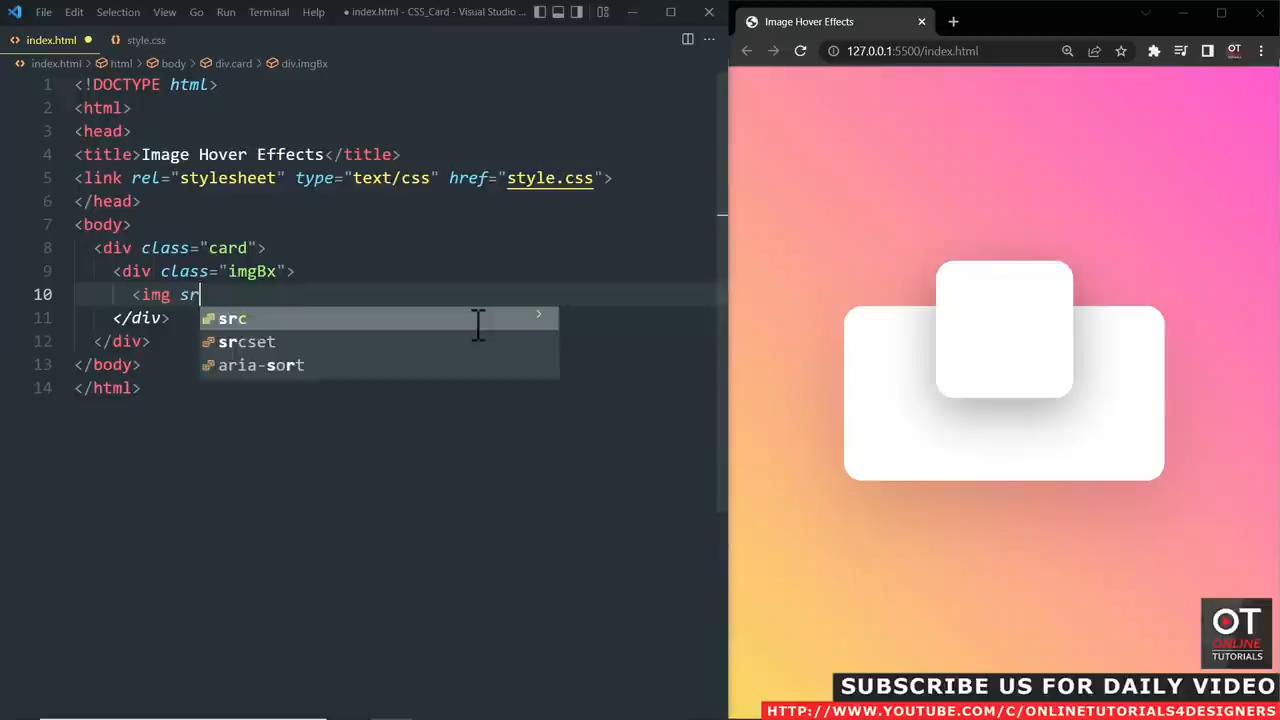 File Edit Selection View Go Run Terminal Help ● index.html - CSS_Card - Visual Studio ...
index.html ● style.css
index.html > html > body > div.card > div.imgBx
1 <!DOCTYPE html>
2 <html>
3 <head>
4 <title>Image Hover Effects</title>
5 <link rel="stylesheet" type="text/css" href="style.css">
6 </head>
7 <body>
8 <div class="card">
9 <div class="imgBx">
10 <img sr
src
srcset
aria-sort
11 </div>
12 </div>
13 </body>
14 </html>
Image Hover Effects
127.0.0.1:5500/index.html
OT
ONLINE
TUTORIALS
SUBSCRIBE US FOR DAILY VIDEO
HTTP://WWW.YOUTUBE.COM/C/ONLINETUTORIALS4DESIGNERS